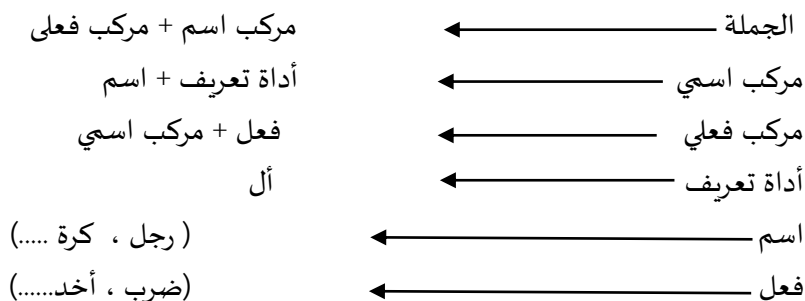 الجملة ← مركب اسم + مركب فعلى
مركب اسمي ← أداة تعريف + اسم
مركب فعلي ← فعل + مركب اسمي
أداة تعريف ← أل
اسم ← (رجل ، كرة .....)
فعل ← (ضرب ، أخد......)